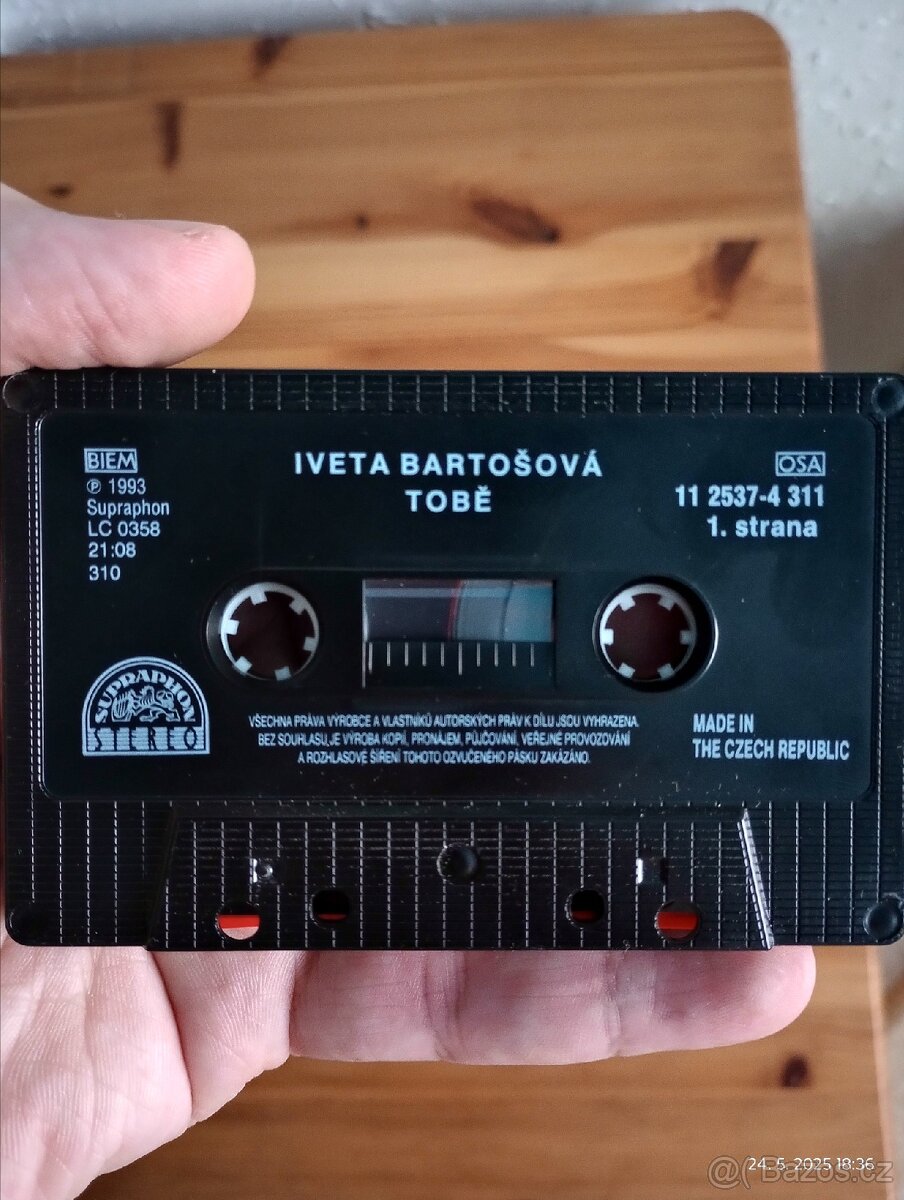 BIEM
℗ 1993
Supraphon
LC 0358
21:08
310
IVETA BARTOŠOVÁ
TOBĚ
OSA
11 2537-4 311
1. strana
SUPRAPHON
STEREO
VŠECHNA PRÁVA VÝROBCE A VLASTNÍKŮ AUTORSKÝCH PRÁV K DÍLU JSOU VYHRAZENA.
BEZ SOUHLASU JE VÝROBA KOPIÍ, PRONÁJEM, PŮJČOVÁNÍ, VEŘEJNÉ PROVOZOVÁNÍ
A ROZHLASOVÉ ŠÍŘENÍ TOHOTO OZVUČENÉHO PÁSKU ZAKÁZÁNO.
MADE IN
THE CZECH REPUBLIC
24. 5. 2025 18:36
@( Bazos.cz